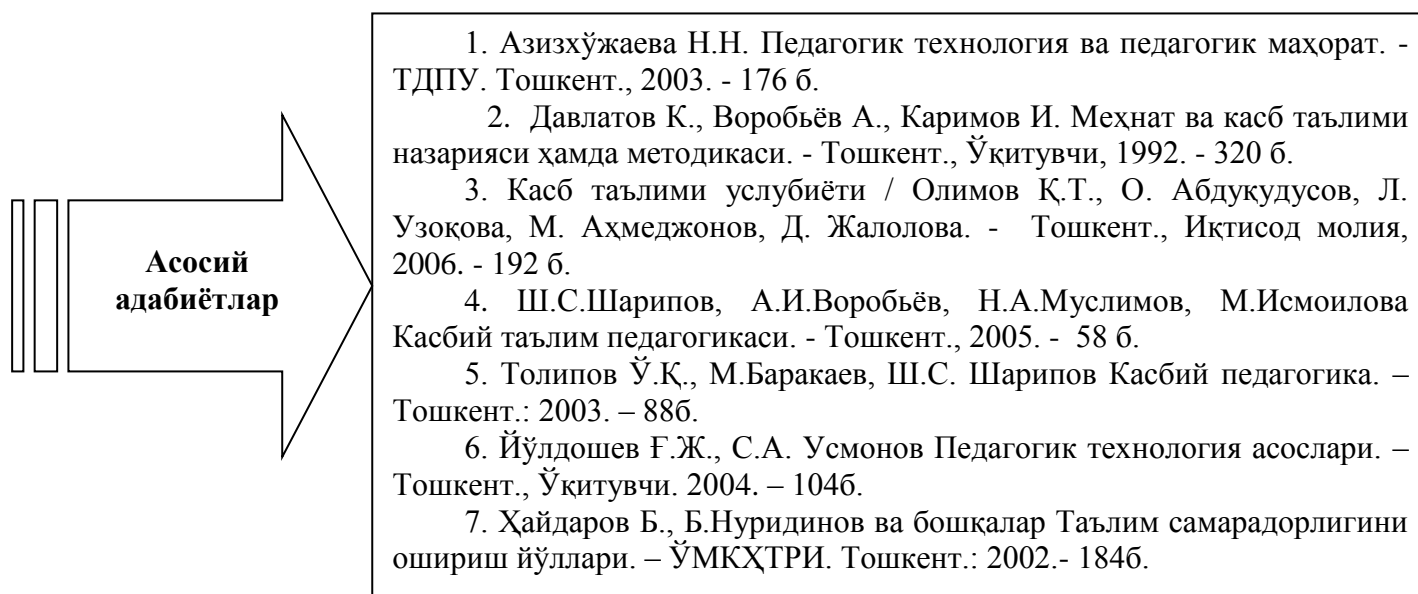 Асосий
адабиётлар
1. Азизхўжаева Н.Н. Педагогик технология ва педагогик маҳорат. -
ТДПУ. Тошкент., 2003. - 176 б.
2. Давлатов К., Воробьёв А., Каримов И. Меҳнат ва касб таълими
назарияси ҳамда методикаси. - Тошкент., Ўқитувчи, 1992. - 320 б.
3. Касб таълими услубиёти / Олимов Қ.Т., О. Абдуқудусов, Л.
Узоқова, М. Аҳмеджонов, Д. Жалолова. - Тошкент., Иқтисод молия,
2006. - 192 б.
4. Ш.С.Шарипов, А.И.Воробьёв, Н.А.Муслимов, М.Исмоилова
Касбий таълим педагогикаси. - Тошкент., 2005. - 58 б.
5. Толипов Ў.Қ., М.Баракаев, Ш.С. Шарипов Касбий педагогика. –
Тошкент.: 2003. – 88б.
6. Йўлдошев Ғ.Ж., С.А. Усмонов Педагогик технология асослари. –
Тошкент., Ўқитувчи. 2004. – 104б.
7. Ҳайдаров Б., Б.Нуридинов ва бошқалар Таълим самарадорлигини
ошириш йўллари. – ЎМКҲТРИ. Тошкент.: 2002.- 184б.